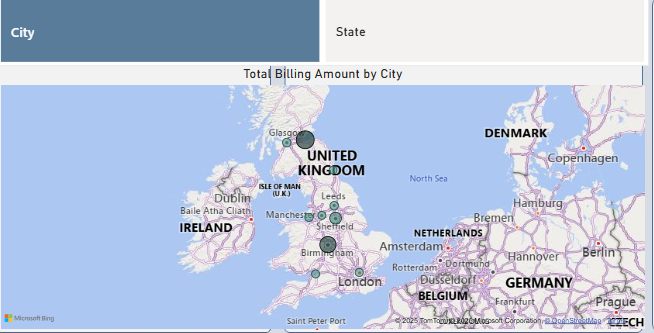 City
State
Total Billing Amount by City
Glasgow
UNITED
KINGDOM
DENMARK
Copenhagen
North Sea
ISLE OF MAN
(U.K.)
Leeds
Dublin
Baile Átha Cliath
Manchester
Sheffield
IRELAND
Hamburg
Bremen
NETHERLANDS
Amsterdam
Hannover
Berlin
Birmingham
Rotterdam
Dortmund
London
Düsseldorf
GERMANY
BELGIUM
Frankfurt
Prague
Saint Peter Port
Microsoft Bing
© 2025 TomTom, © 2025 Microsoft Corporation, © OpenStreetMap
CZECH